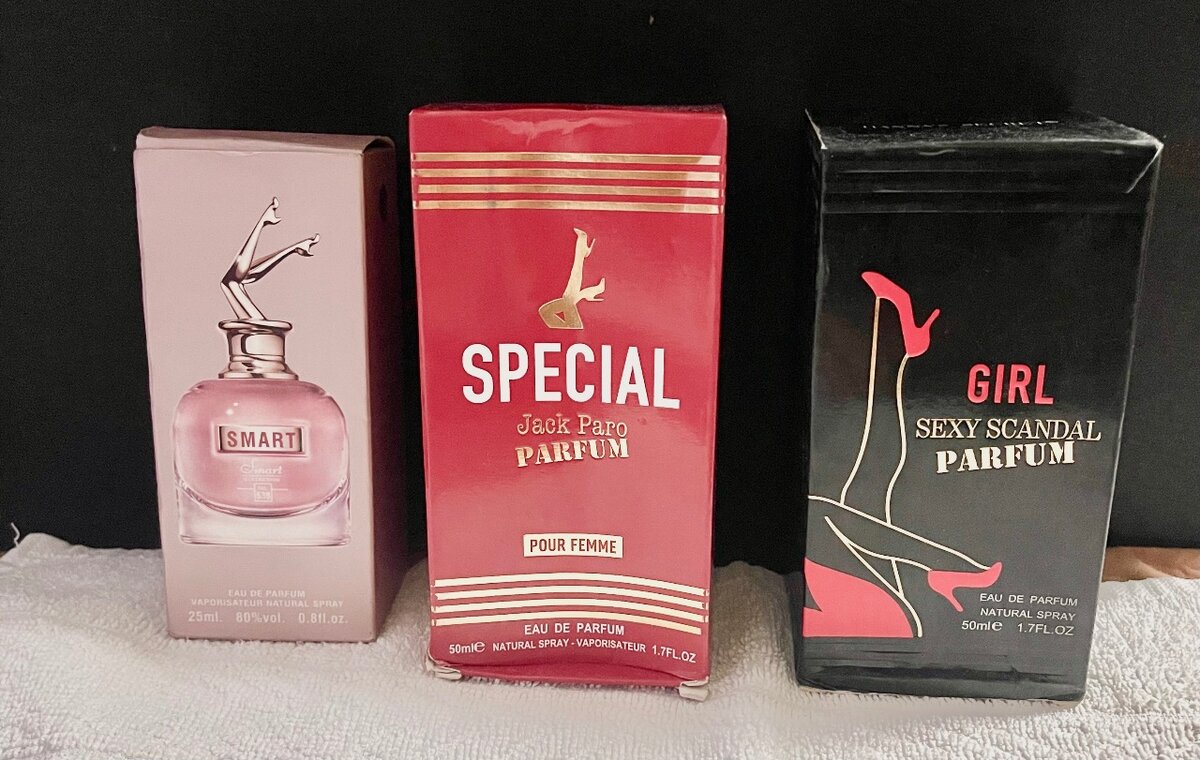 SMART
Smart
EAU DE PARFUM
VAPORISATEUR NATURAL SPRAY
25ml. 80%vol. 0.8fl.oz.
SPECIAL
Jack Paro
PARFUM
POUR FEMME
EAU DE PARFUM
50ml℮ NATURAL SPRAY - VAPORISATEUR 1.7FL.OZ
GIRL
SEXY SCANDAL
PARFUM
EAU DE PARFUM
NATURAL SPRAY
50ml℮ 1.7FL.OZ